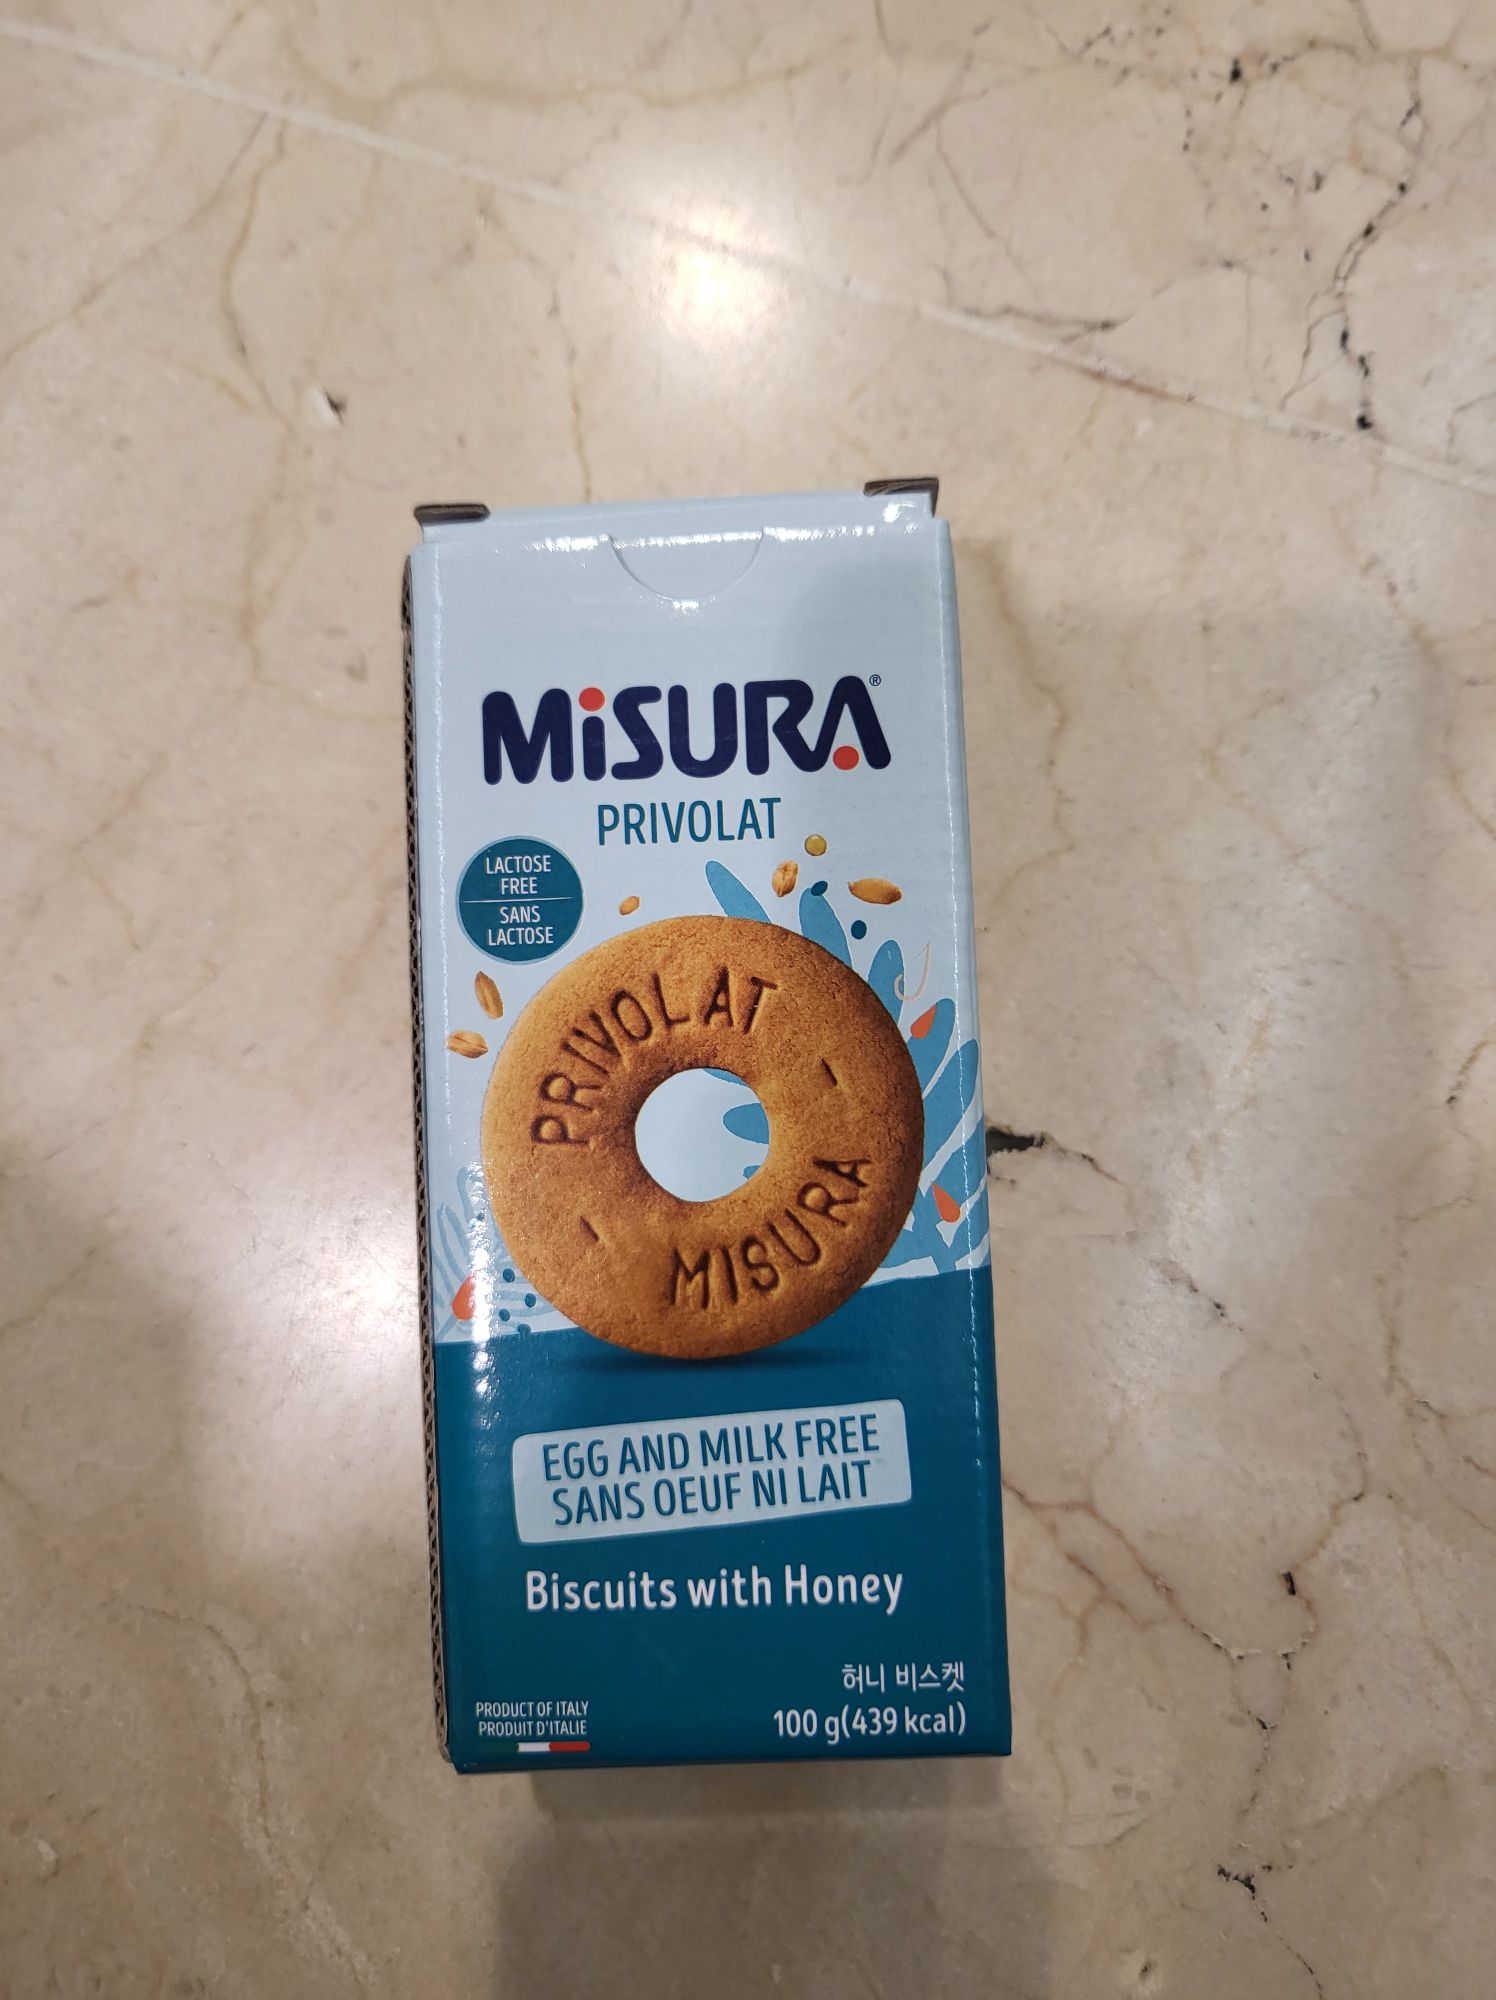 MiSURA®
PRIVOLAT
LACTOSE
FREE
SANS
LACTOSE
PRIVOLAT
MISURA
EGG AND MILK FREE
SANS OEUF NI LAIT
Biscuits with Honey
허니 비스켓
100 g(439 kcal)
PRODUCT OF ITALY
PRODUIT D'ITALIE